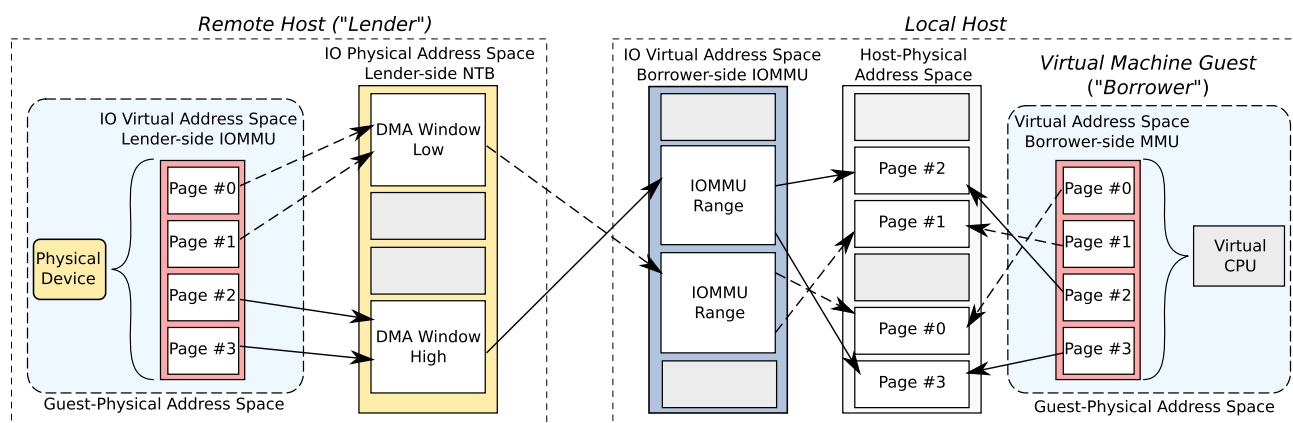 Remote Host ("Lender")
IO Physical Address Space
Lender-side NTB
IO Virtual Address Space
Lender-side IOMMU
Physical
Device
Page #0
Page #1
Page #2
Page #3
DMA Window
Low
DMA Window
High
Guest-Physical Address Space
Local Host
IO Virtual Address Space
Borrower-side IOMMU
IOMMU
Range
IOMMU
Range
Host-Physical
Address Space
Page #2
Page #1
Page #0
Page #3
Virtual Machine Guest
("Borrower")
Virtual Address Space
Borrower-side MMU
Page #0
Page #1
Page #2
Page #3
Virtual
CPU
Guest-Physical Address Space